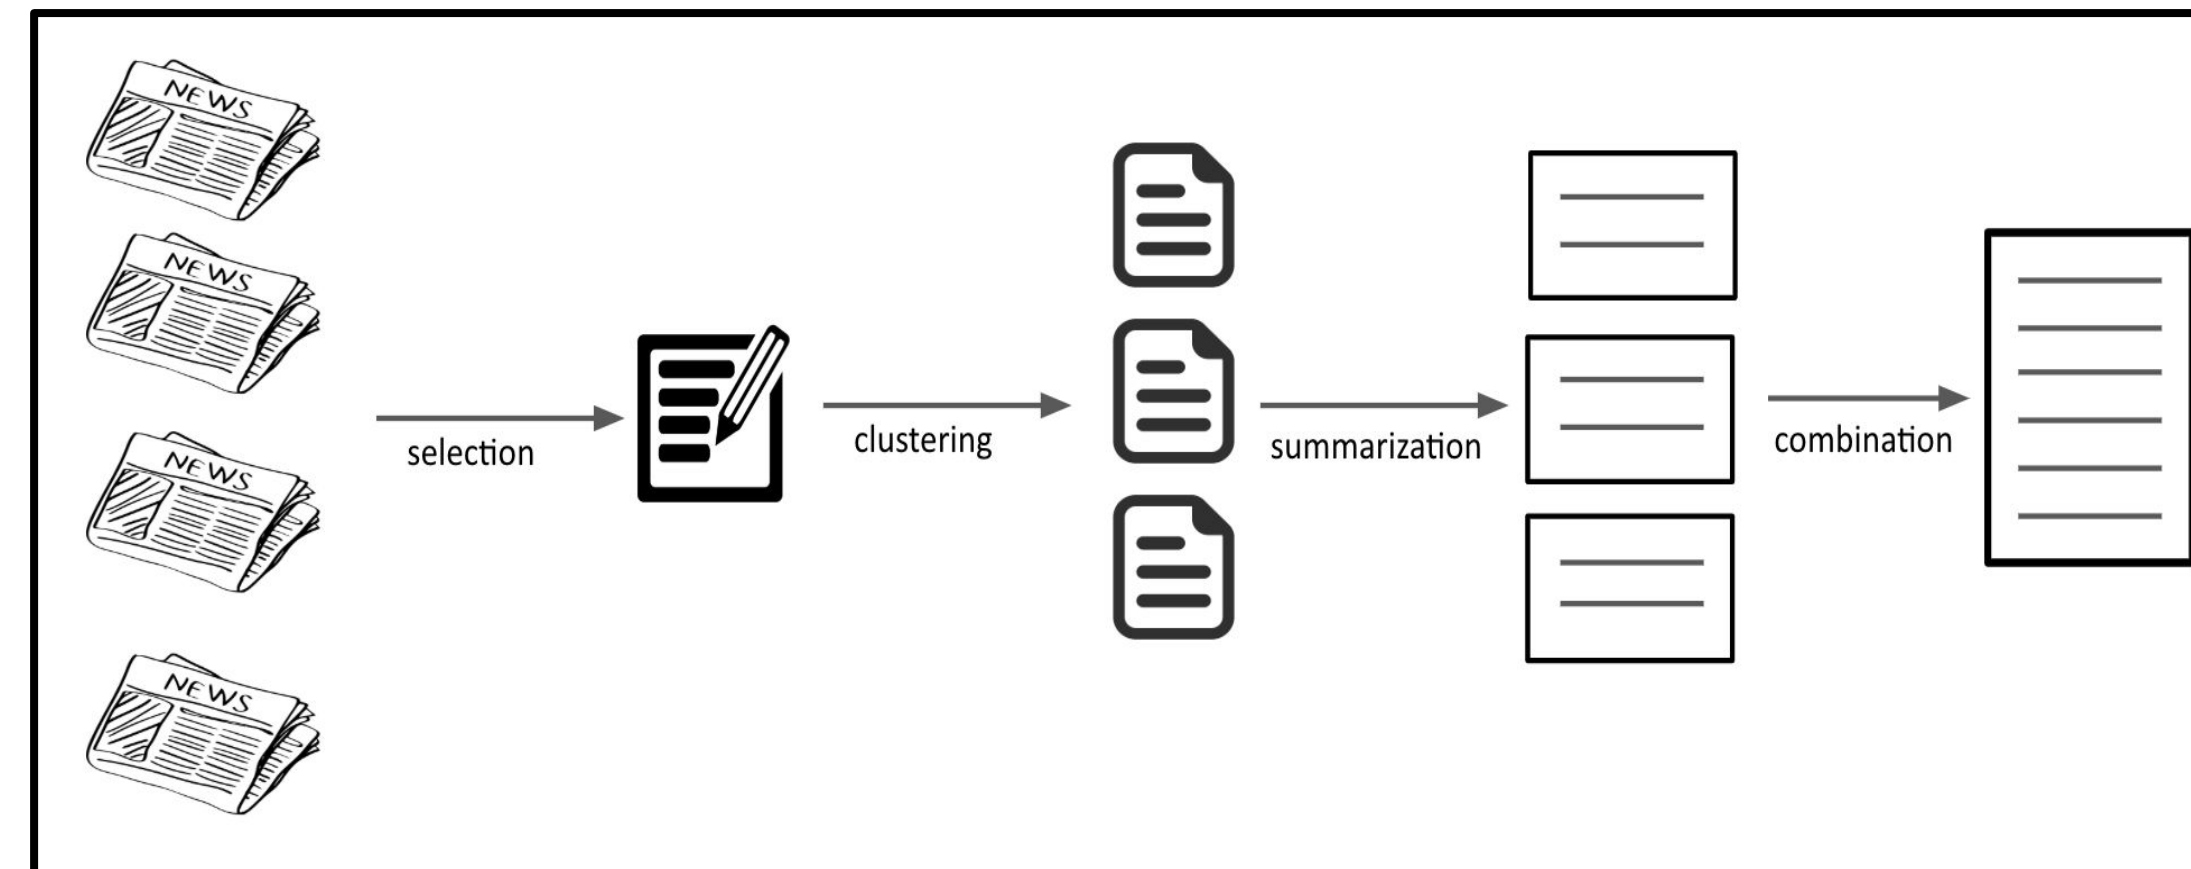 NEWS
NEWS
NEWS
NEWS
selection
clustering
summarization
combination